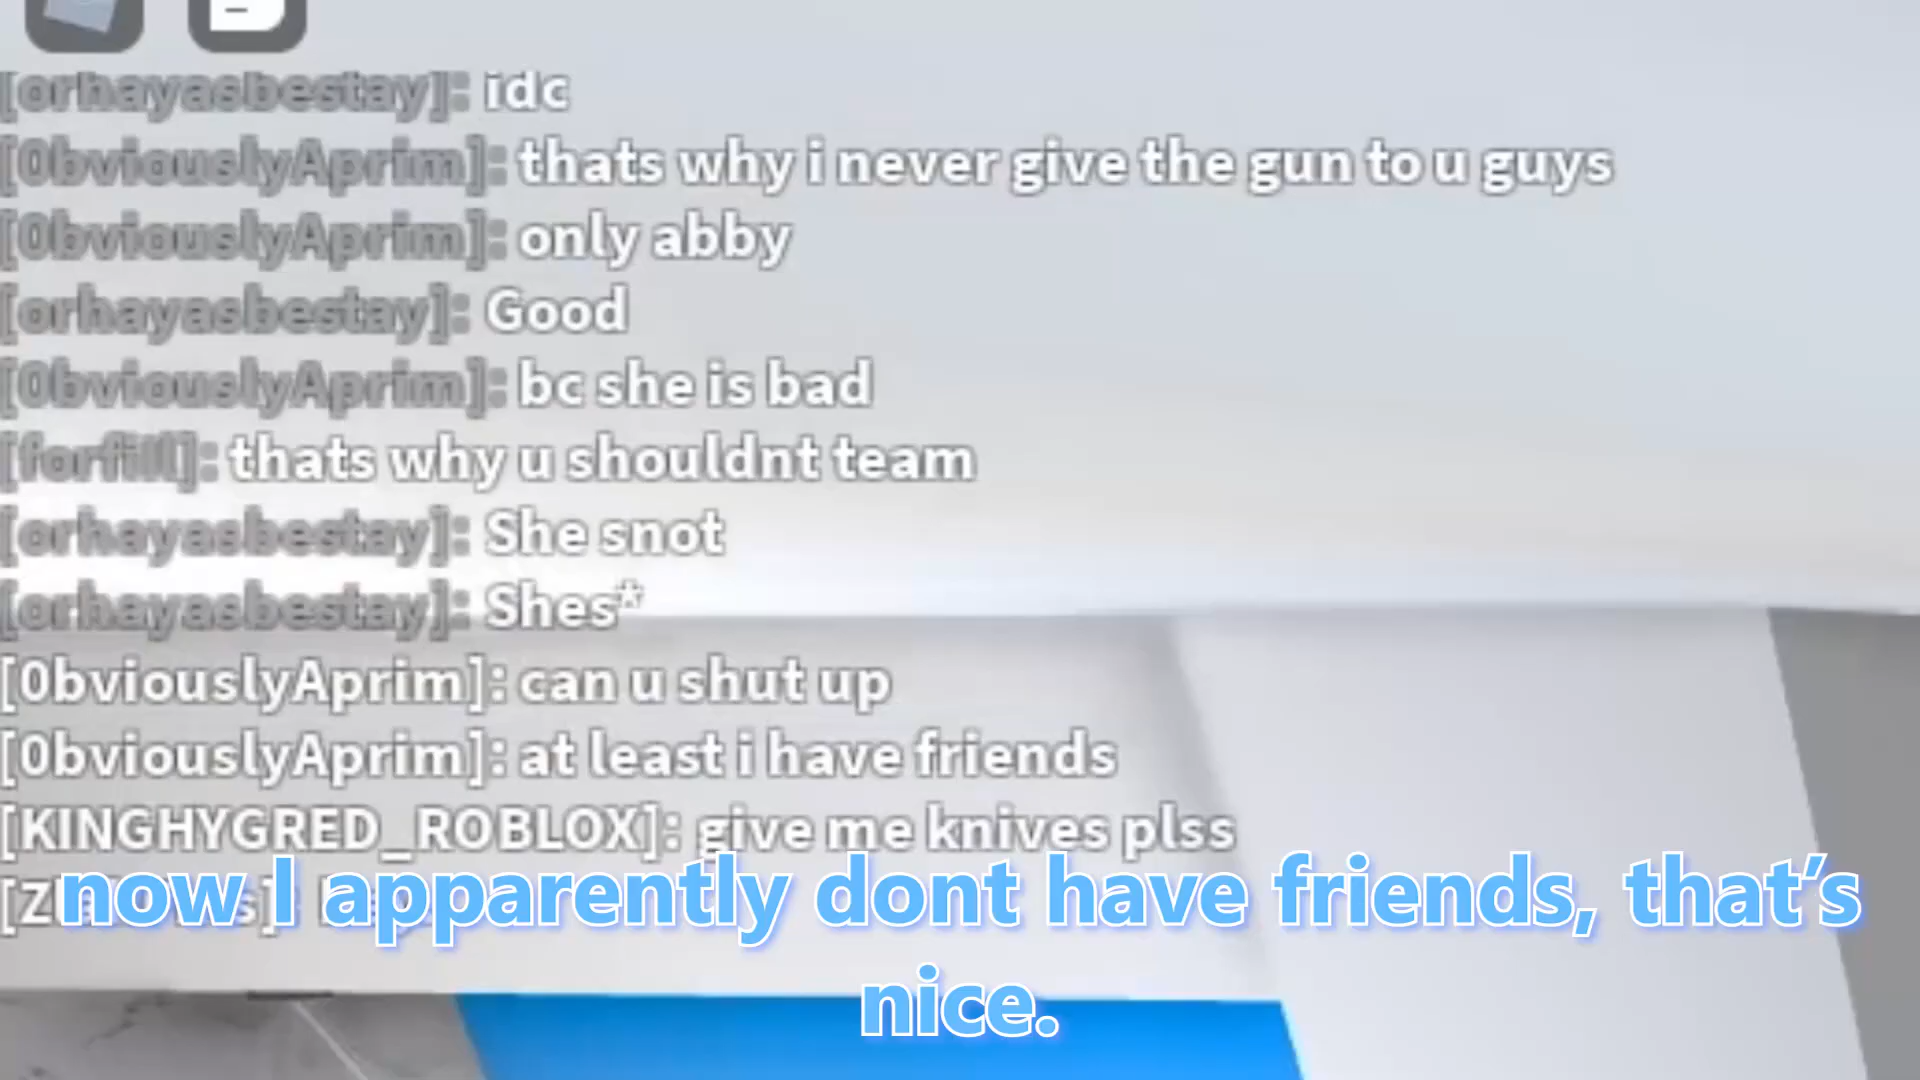 [orhayasbestay]: idc
[0bviouslyAprim]: thats why i never give the gun to u guys
[0bviouslyAprim]: only abby
[orhayasbestay]: Good
[0bviouslyAprim]: bc she is bad
[forfill]: thats why u shouldnt team
[orhayasbestay]: She snot
[orhayasbestay]: Shes*
[0bviouslyAprim]: can u shut up
[0bviouslyAprim]: at least i have friends
[KINGHYGRED_ROBLOX]: give me knives plss
now I apparently dont have friends, that’s
nice.